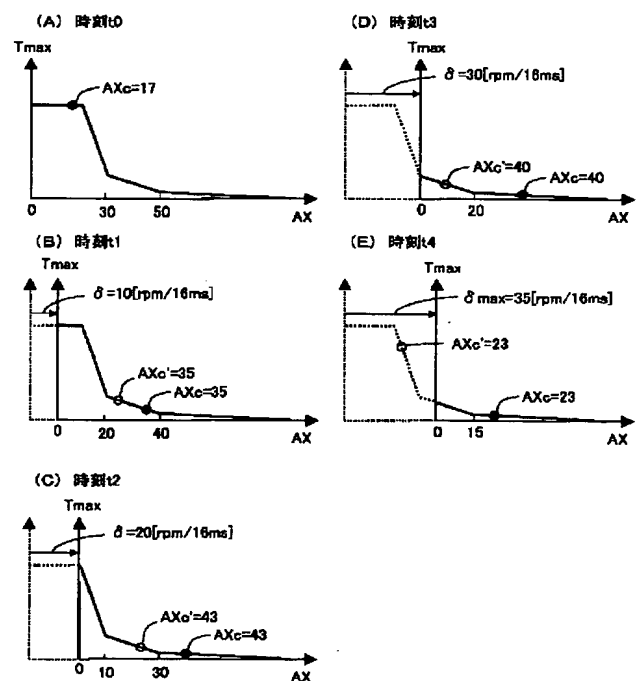 (A) 時刻t0
Tmax
AXc=17
0 30 50 AX
(B) 時刻t1
Tmax
δ=10[rpm/16ms]
AXc'=35
AXc=35
0 20 40 AX
(C) 時刻t2
Tmax
δ=20[rpm/16ms]
AXc'=43
AXc=43
0 10 30 AX
(D) 時刻t3
Tmax
δ=30[rpm/16ms]
AXc'=40
AXc=40
0 20 AX
(E) 時刻t4
Tmax
δmax=35[rpm/16ms]
AXc'=23
AXc=23
0 15 AX